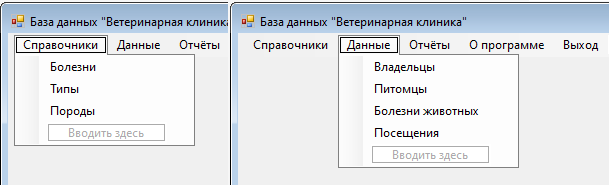 База данных "Ветеринарная клиника"
Справочники Данные Отчёты
Болезни
Типы
Породы
Вводить здесь
База данных "Ветеринарная клиника"
Справочники Данные Отчёты О программе Выход
Владельцы
Питомцы
Болезни животных
Посещения
Вводить здесь